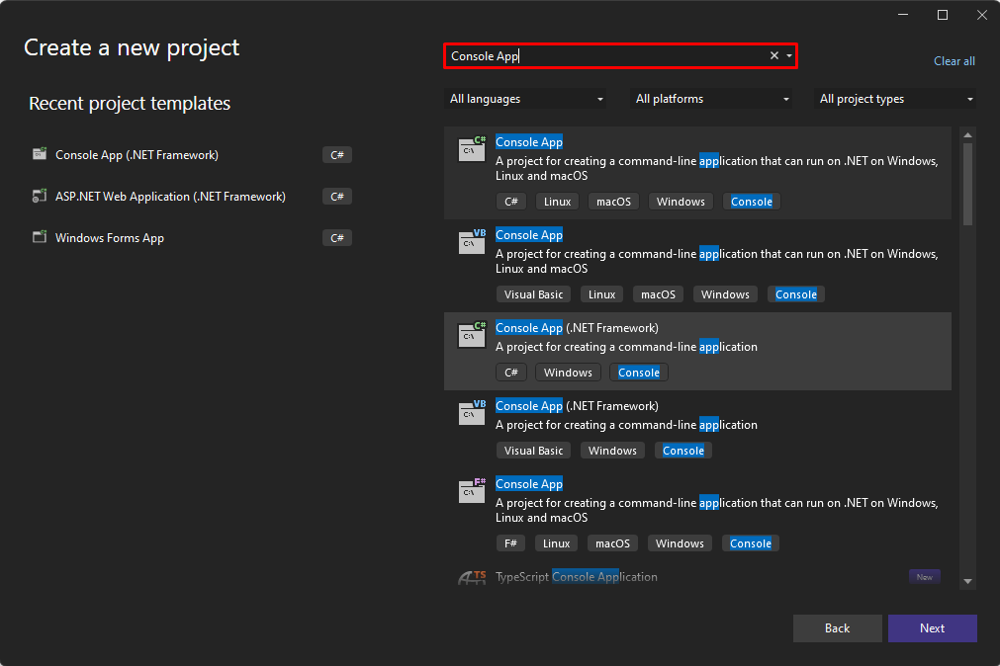 Create a new project
Console App
Clear all
Recent project templates
All languages
All platforms
All project types
Console App (.NET Framework)
C#
ASP.NET Web Application (.NET Framework)
C#
Windows Forms App
C#
C#
C:\
Console App
A project for creating a command-line application that can run on .NET on Windows,
Linux and macOS
C# Linux macOS Windows Console
VB
C:\
Console App
A project for creating a command-line application that can run on .NET on Windows,
Linux and macOS
Visual Basic Linux macOS Windows Console
C#
C:\
Console App (.NET Framework)
A project for creating a command-line application
C# Windows Console
VB
C:\
Console App (.NET Framework)
A project for creating a command-line application
Visual Basic Windows Console
F#
C:\
Console App
A project for creating a command-line application that can run on .NET on Windows,
Linux and macOS
F# Linux macOS Windows Console
TS
TypeScript Console Application
New
Back
Next